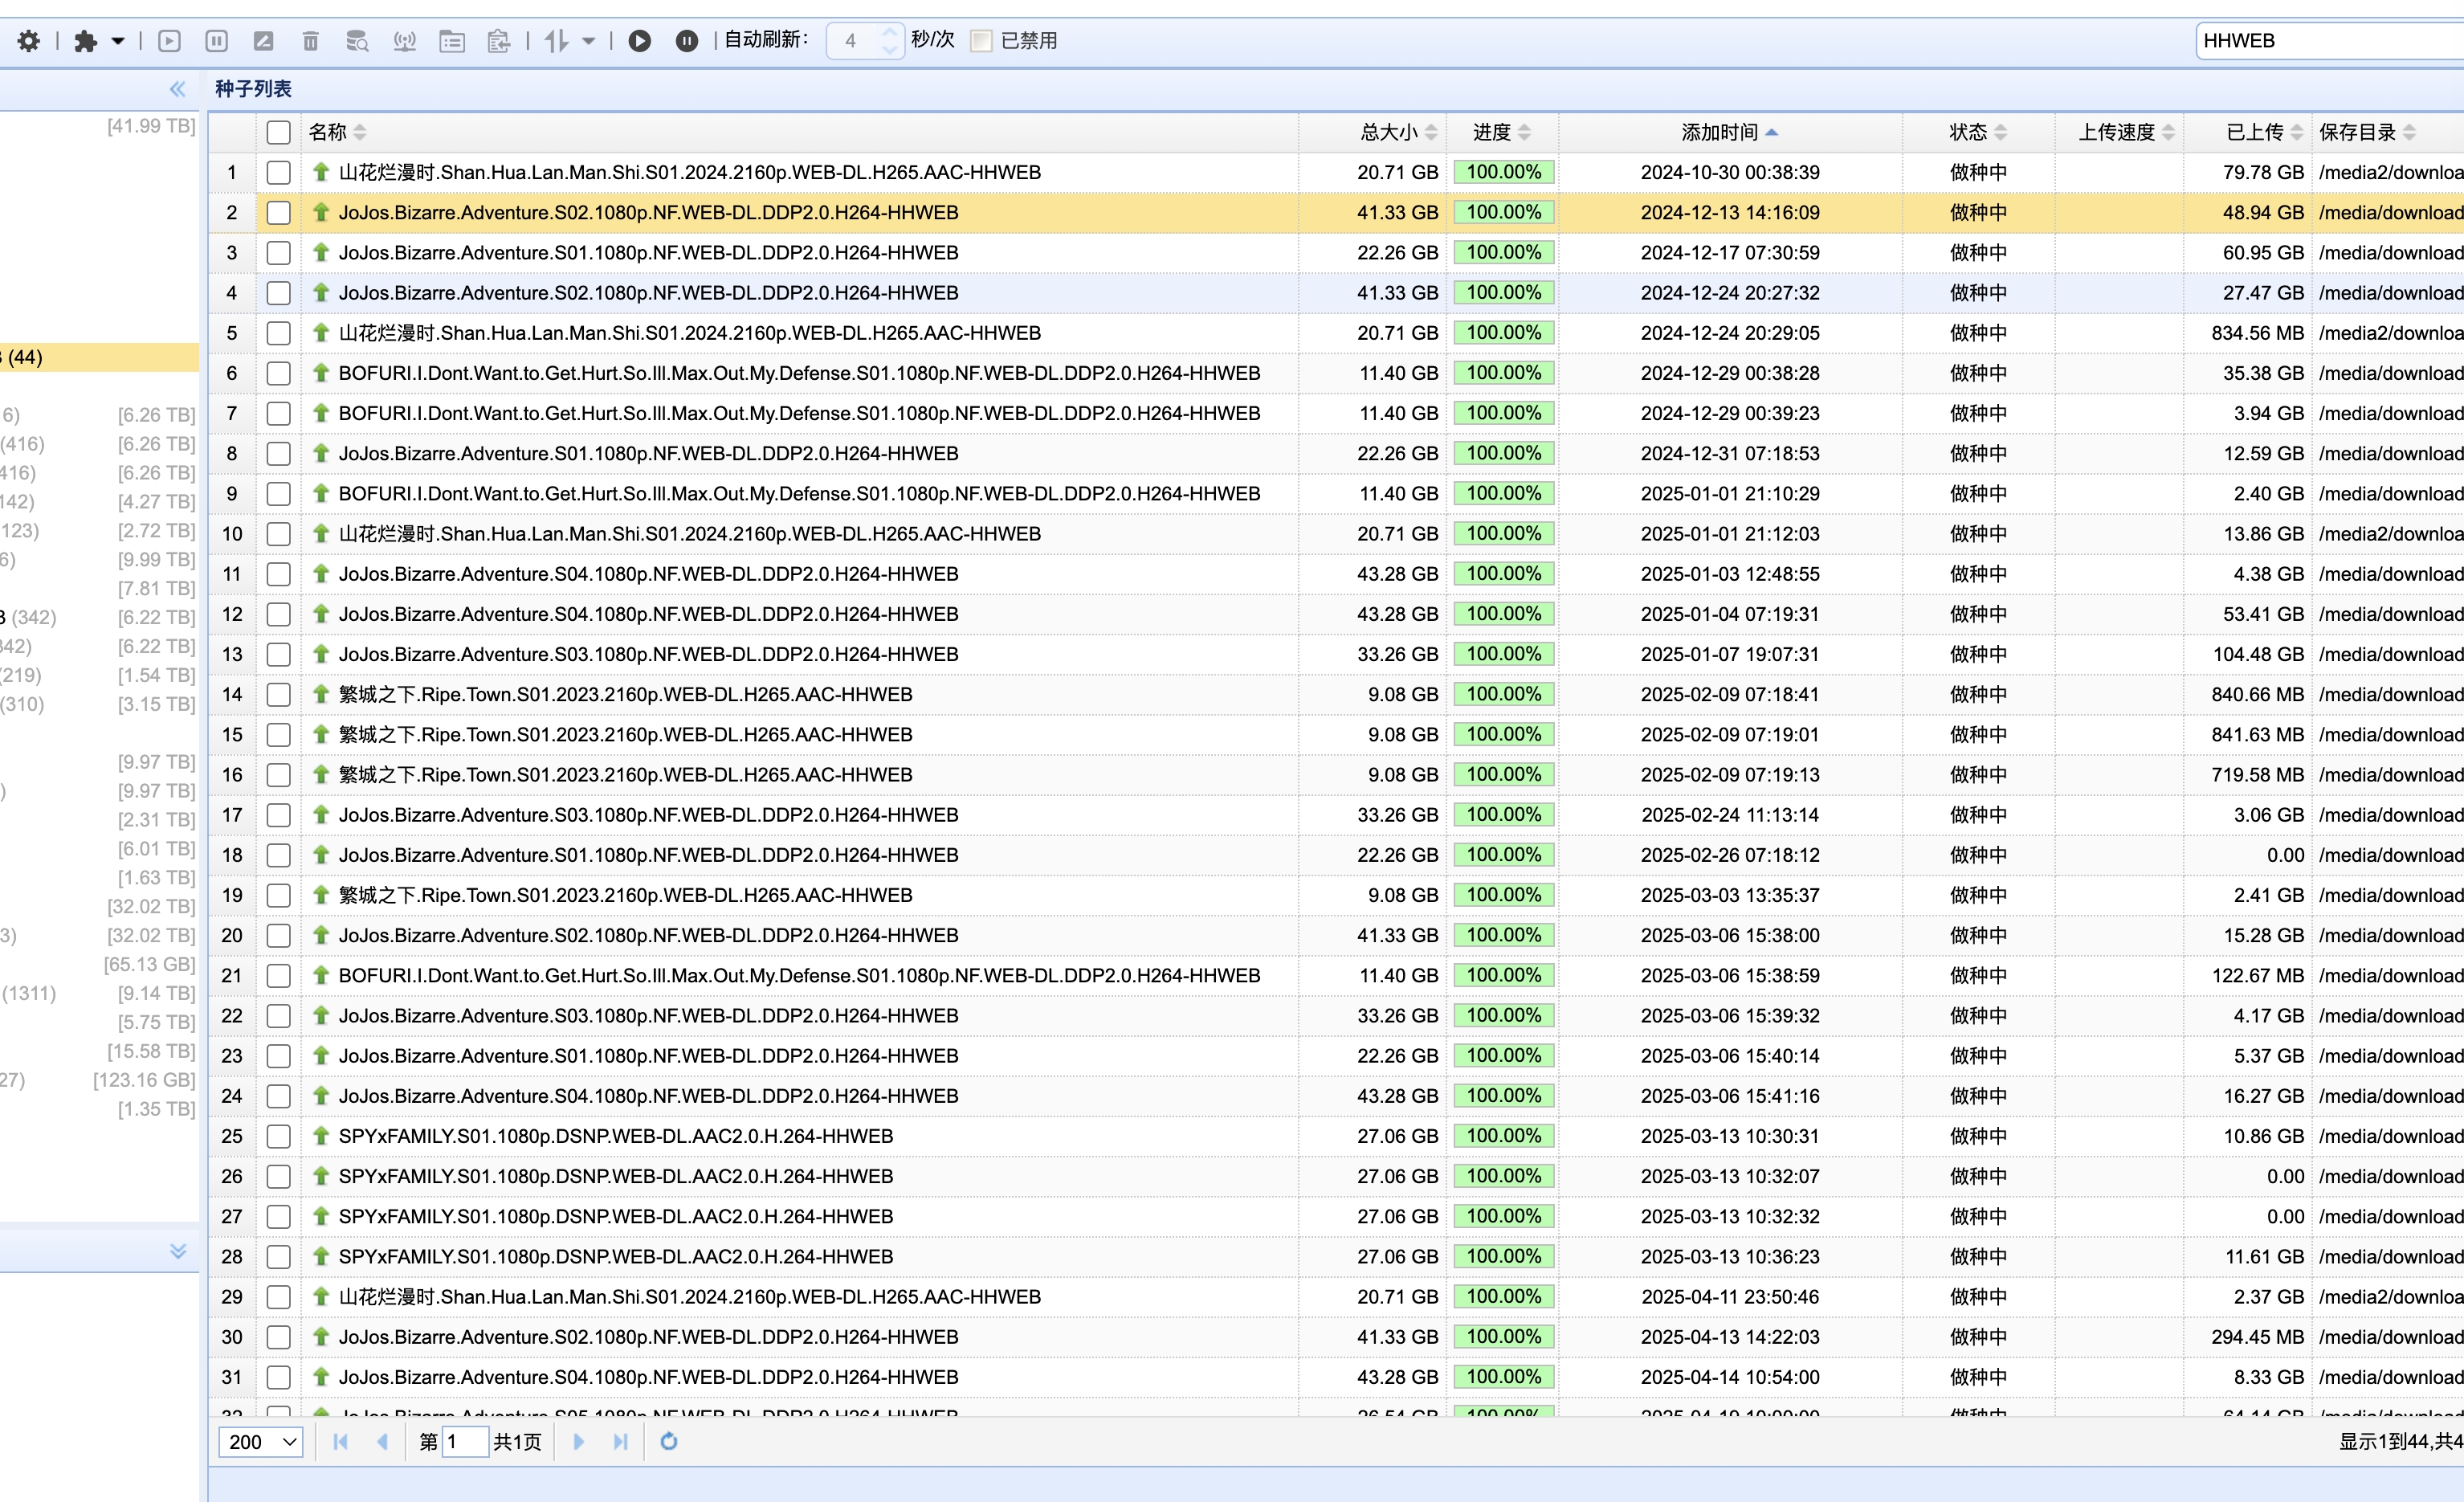 自动刷新: 4 秒/次 已禁用 HHWEB
种子列表
[41.99 TB]
(44)
6) [6.26 TB]
(416) [6.26 TB]
416) [6.26 TB]
142) [4.27 TB]
123) [2.72 TB]
6) [9.99 TB]
[7.81 TB]
(342) [6.22 TB]
342) [6.22 TB]
(219) [1.54 TB]
(310) [3.15 TB]
[9.97 TB]
) [9.97 TB]
[2.31 TB]
[6.01 TB]
[1.63 TB]
[32.02 TB]
3) [32.02 TB]
[65.13 GB]
(1311) [9.14 TB]
[5.75 TB]
[15.58 TB]
27) [123.16 GB]
[1.35 TB]
名称 总大小 进度 添加时间 状态 上传速度 已上传 保存目录
1 山花烂漫时.Shan.Hua.Lan.Man.Shi.S01.2024.2160p.WEB-DL.H265.AAC-HHWEB 20.71 GB 100.00% 2024-10-30 00:38:39 做种中 79.78 GB /media2/downloa
2 JoJos.Bizarre.Adventure.S02.1080p.NF.WEB-DL.DDP2.0.H264-HHWEB 41.33 GB 100.00% 2024-12-13 14:16:09 做种中 48.94 GB /media/download
3 JoJos.Bizarre.Adventure.S01.1080p.NF.WEB-DL.DDP2.0.H264-HHWEB 22.26 GB 100.00% 2024-12-17 07:30:59 做种中 60.95 GB /media/download
4 JoJos.Bizarre.Adventure.S02.1080p.NF.WEB-DL.DDP2.0.H264-HHWEB 41.33 GB 100.00% 2024-12-24 20:27:32 做种中 27.47 GB /media/download
5 山花烂漫时.Shan.Hua.Lan.Man.Shi.S01.2024.2160p.WEB-DL.H265.AAC-HHWEB 20.71 GB 100.00% 2024-12-24 20:29:05 做种中 834.56 MB /media2/downloa
6 BOFURI.I.Dont.Want.to.Get.Hurt.So.Ill.Max.Out.My.Defense.S01.1080p.NF.WEB-DL.DDP2.0.H264-HHWEB 11.40 GB 100.00% 2024-12-29 00:38:28 做种中 35.38 GB /media/download
7 BOFURI.I.Dont.Want.to.Get.Hurt.So.Ill.Max.Out.My.Defense.S01.1080p.NF.WEB-DL.DDP2.0.H264-HHWEB 11.40 GB 100.00% 2024-12-29 00:39:23 做种中 3.94 GB /media/download
8 JoJos.Bizarre.Adventure.S01.1080p.NF.WEB-DL.DDP2.0.H264-HHWEB 22.26 GB 100.00% 2024-12-31 07:18:53 做种中 12.59 GB /media/download
9 BOFURI.I.Dont.Want.to.Get.Hurt.So.Ill.Max.Out.My.Defense.S01.1080p.NF.WEB-DL.DDP2.0.H264-HHWEB 11.40 GB 100.00% 2025-01-01 21:10:29 做种中 2.40 GB /media/download
10 山花烂漫时.Shan.Hua.Lan.Man.Shi.S01.2024.2160p.WEB-DL.H265.AAC-HHWEB 20.71 GB 100.00% 2025-01-01 21:12:03 做种中 13.86 GB /media2/downloa
11 JoJos.Bizarre.Adventure.S04.1080p.NF.WEB-DL.DDP2.0.H264-HHWEB 43.28 GB 100.00% 2025-01-03 12:48:55 做种中 4.38 GB /media/download
12 JoJos.Bizarre.Adventure.S04.1080p.NF.WEB-DL.DDP2.0.H264-HHWEB 43.28 GB 100.00% 2025-01-04 07:19:31 做种中 53.41 GB /media/download
13 JoJos.Bizarre.Adventure.S03.1080p.NF.WEB-DL.DDP2.0.H264-HHWEB 33.26 GB 100.00% 2025-01-07 19:07:31 做种中 104.48 GB /media/download
14 繁城之下.Ripe.Town.S01.2023.2160p.WEB-DL.H265.AAC-HHWEB 9.08 GB 100.00% 2025-02-09 07:18:41 做种中 840.66 MB /media/download
15 繁城之下.Ripe.Town.S01.2023.2160p.WEB-DL.H265.AAC-HHWEB 9.08 GB 100.00% 2025-02-09 07:19:01 做种中 841.63 MB /media/download
16 繁城之下.Ripe.Town.S01.2023.2160p.WEB-DL.H265.AAC-HHWEB 9.08 GB 100.00% 2025-02-09 07:19:13 做种中 719.58 MB /media/download
17 JoJos.Bizarre.Adventure.S03.1080p.NF.WEB-DL.DDP2.0.H264-HHWEB 33.26 GB 100.00% 2025-02-24 11:13:14 做种中 3.06 GB /media/download
18 JoJos.Bizarre.Adventure.S01.1080p.NF.WEB-DL.DDP2.0.H264-HHWEB 22.26 GB 100.00% 2025-02-26 07:18:12 做种中 0.00 /media/download
19 繁城之下.Ripe.Town.S01.2023.2160p.WEB-DL.H265.AAC-HHWEB 9.08 GB 100.00% 2025-03-03 13:35:37 做种中 2.41 GB /media/download
20 JoJos.Bizarre.Adventure.S02.1080p.NF.WEB-DL.DDP2.0.H264-HHWEB 41.33 GB 100.00% 2025-03-06 15:38:00 做种中 15.28 GB /media/download
21 BOFURI.I.Dont.Want.to.Get.Hurt.So.Ill.Max.Out.My.Defense.S01.1080p.NF.WEB-DL.DDP2.0.H264-HHWEB 11.40 GB 100.00% 2025-03-06 15:38:59 做种中 122.67 MB /media/download
22 JoJos.Bizarre.Adventure.S03.1080p.NF.WEB-DL.DDP2.0.H264-HHWEB 33.26 GB 100.00% 2025-03-06 15:39:32 做种中 4.17 GB /media/download
23 JoJos.Bizarre.Adventure.S01.1080p.NF.WEB-DL.DDP2.0.H264-HHWEB 22.26 GB 100.00% 2025-03-06 15:40:14 做种中 5.37 GB /media/download
24 JoJos.Bizarre.Adventure.S04.1080p.NF.WEB-DL.DDP2.0.H264-HHWEB 43.28 GB 100.00% 2025-03-06 15:41:16 做种中 16.27 GB /media/download
25 SPYxFAMILY.S01.1080p.DSNP.WEB-DL.AAC2.0.H.264-HHWEB 27.06 GB 100.00% 2025-03-13 10:30:31 做种中 10.86 GB /media/download
26 SPYxFAMILY.S01.1080p.DSNP.WEB-DL.AAC2.0.H.264-HHWEB 27.06 GB 100.00% 2025-03-13 10:32:07 做种中 0.00 /media/download
27 SPYxFAMILY.S01.1080p.DSNP.WEB-DL.AAC2.0.H.264-HHWEB 27.06 GB 100.00% 2025-03-13 10:32:32 做种中 0.00 /media/download
28 SPYxFAMILY.S01.1080p.DSNP.WEB-DL.AAC2.0.H.264-HHWEB 27.06 GB 100.00% 2025-03-13 10:36:23 做种中 11.61 GB /media/download
29 山花烂漫时.Shan.Hua.Lan.Man.Shi.S01.2024.2160p.WEB-DL.H265.AAC-HHWEB 20.71 GB 100.00% 2025-04-11 23:50:46 做种中 2.37 GB /media2/downloa
30 JoJos.Bizarre.Adventure.S02.1080p.NF.WEB-DL.DDP2.0.H264-HHWEB 41.33 GB 100.00% 2025-04-13 14:22:03 做种中 294.45 MB /media/download
31 JoJos.Bizarre.Adventure.S04.1080p.NF.WEB-DL.DDP2.0.H264-HHWEB 43.28 GB 100.00% 2025-04-14 10:54:00 做种中 8.33 GB /media/download
200 第 1 共1页 显示1到44,共4